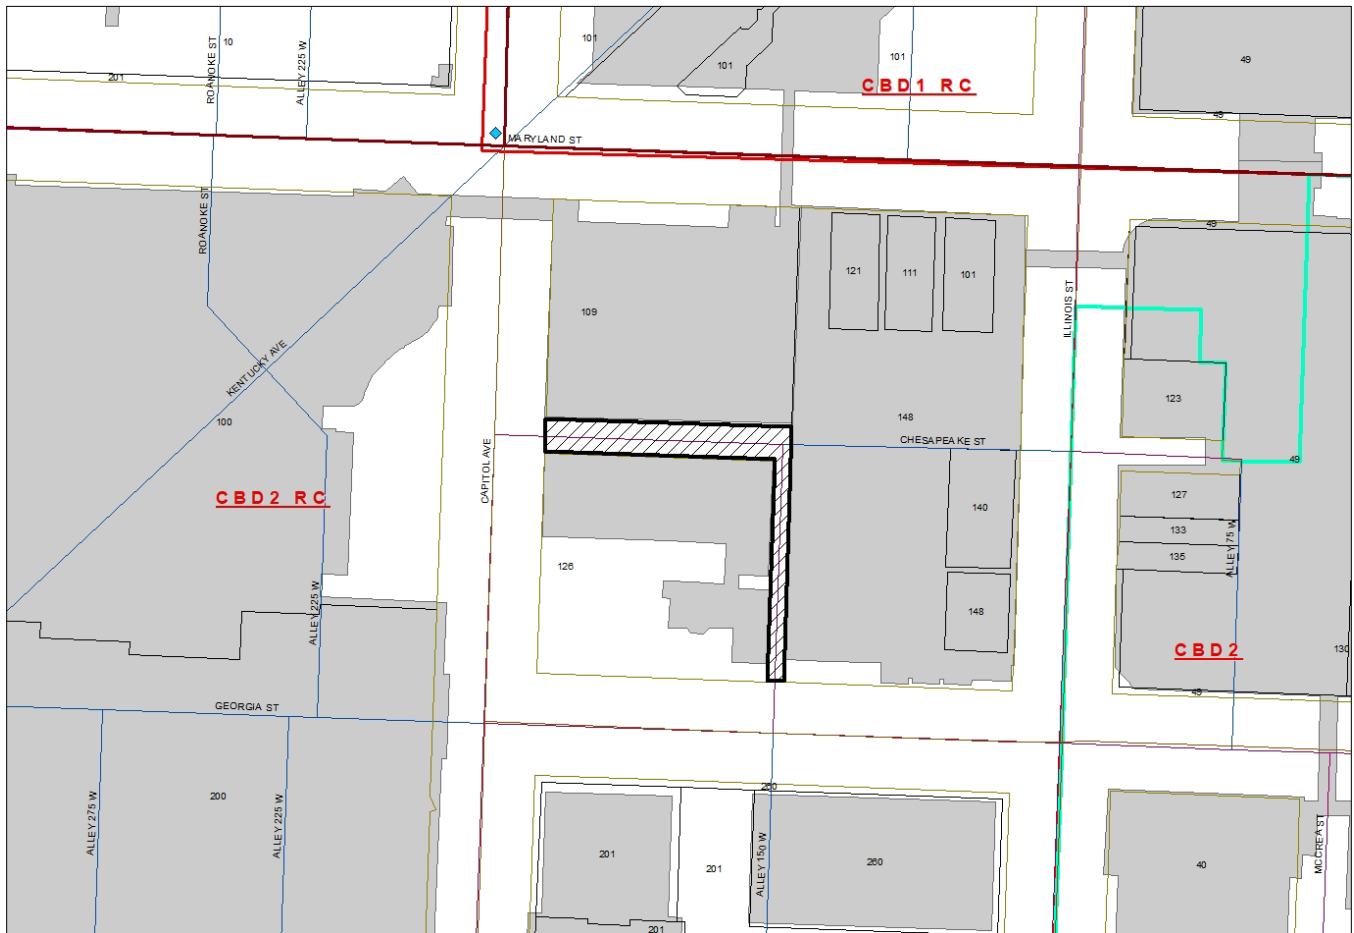 10
ROANOKE ST
ALLEY 225 W
201
101
101
101
CBD1 RC
49
49
MARYLAND ST
ROANOKE ST
49
121
111
101
109
ILLINOIS ST
KENTUCKY AVE
100
123
148
CAPITOL AVE
CHESAPEAKE ST
49
CBD2 RC
127
140
133
135
ALLEY 75 W
126
ALLEY 225 W
148
CBD2
130
49
GEORGIA ST
200
200
ALLEY 275 W
ALLEY 225 W
201
201
ALLEY 150 W
260
40
MCCREA ST
201